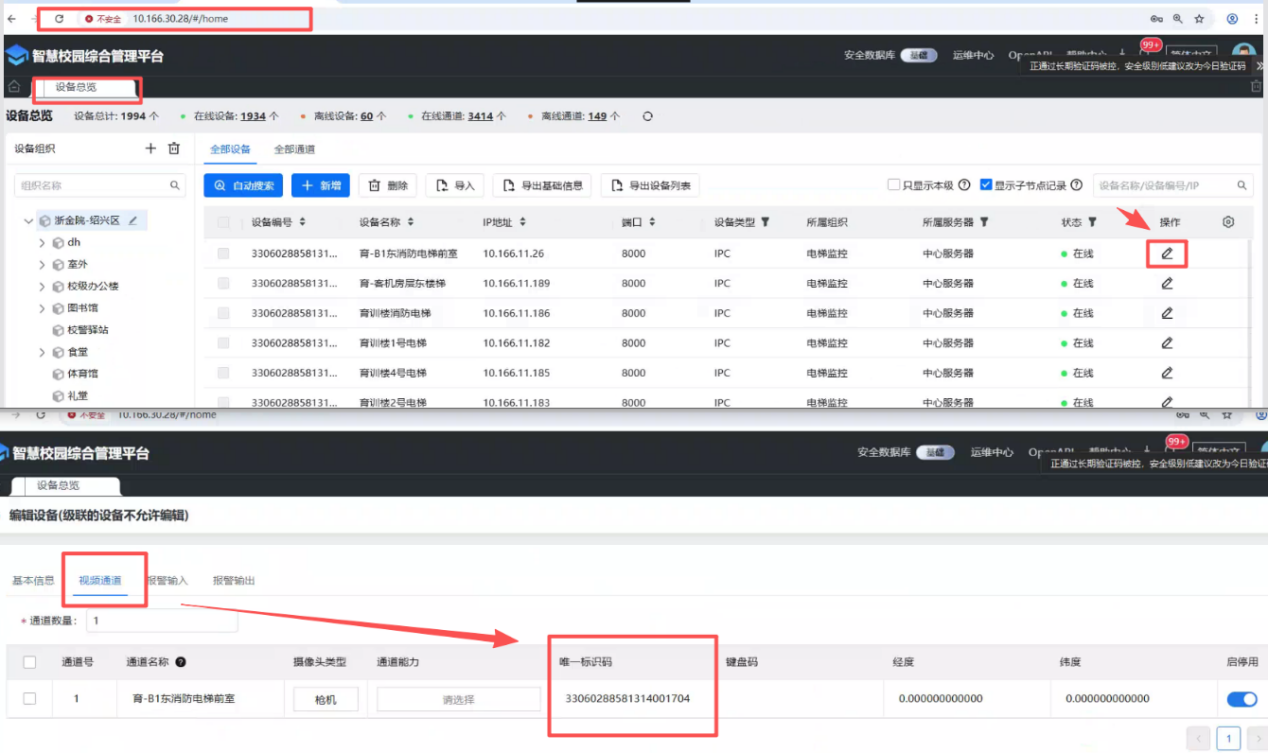 不安全 10.166.30.28/#/home
智慧校园综合管理平台 安全数据库 基础 运维中心 99+
正通过长期验证码被控，安全级别低建议改为今日验证码
设备总览
设备总览 设备总计: 1994 个 在线设备: 1934 个 离线设备: 60 个 在线通道: 3414 个 离线通道: 149 个
设备组织 全部设备 全部通道
组织名称 自动搜索 新增 删除 导入 导出基础信息 导出设备列表 只显示本级 显示子节点记录 设备名称/设备编号/IP
浙金院-绍兴区 设备编号 设备名称 IP地址 端口 设备类型 所属组织 所属服务器 状态 操作
dh
3306028858131... 育-B1东消防电梯前室 10.166.11.26 8000 IPC 电梯监控 中心服务器 在线
室外
校级办公楼 3306028858131... 育-客机房层东楼梯 10.166.11.189 8000 IPC 电梯监控 中心服务器 在线
图书馆 3306028858131... 育训楼消防电梯 10.166.11.186 8000 IPC 电梯监控 中心服务器 在线
校警驿站
食堂 3306028858131... 育训楼1号电梯 10.166.11.182 8000 IPC 电梯监控 中心服务器 在线
体育馆 3306028858131... 育训楼4号电梯 10.166.11.185 8000 IPC 电梯监控 中心服务器 在线
礼堂 3306028858131... 育训楼2号电梯 10.166.11.183 8000 IPC 电梯监控 中心服务器 在线
不安全 10.166.30.28/#/home
智慧校园综合管理平台 安全数据库 基础 运维中心 99+
正通过长期验证码被控，安全级别低建议改为今日验证
设备总览
编辑设备(级联的设备不允许编辑)
基本信息 视频通道 报警输入 报警输出
* 通道数量: 1
通道号 通道名称 摄像头类型 通道能力 唯一标识码 键盘码 经度 纬度 启停用
1 育-B1东消防电梯前室 枪机 请选择 33060288581314001704 0.000000000000 0.000000000000
1